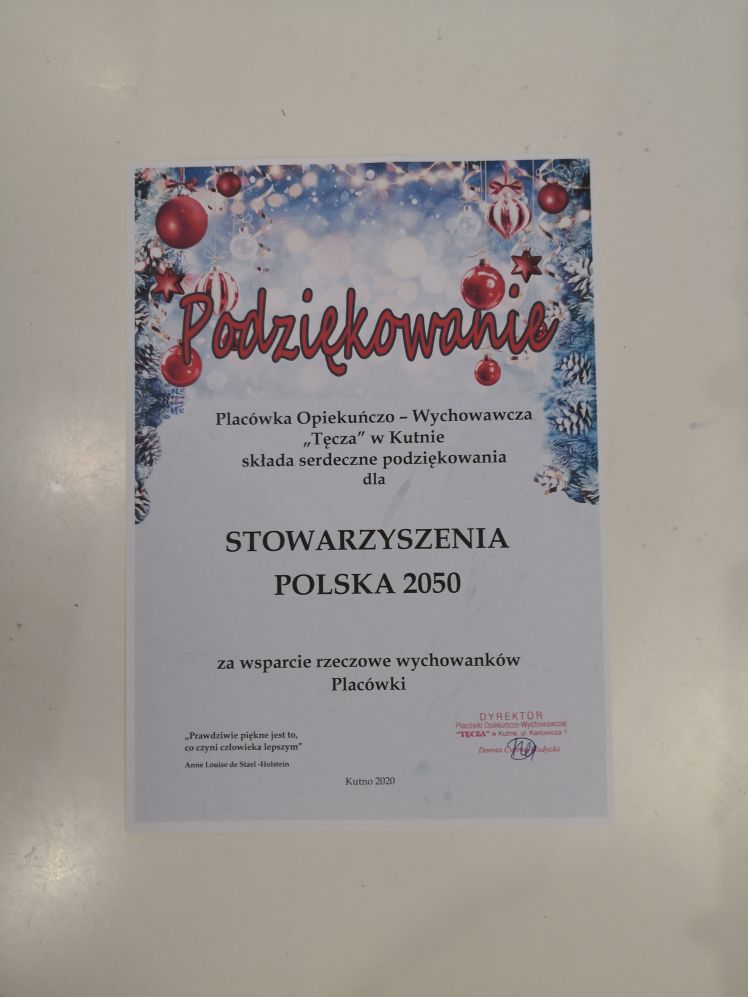 Podziękowanie
Placówka Opiekuńczo – Wychowawcza
„Tęcza” w Kutnie
składa serdeczne podziękowania
dla
STOWARZYSZENIA
POLSKA 2050
za wsparcie rzeczowe wychowanków
Placówki
„Prawdziwie piękne jest to,
co czyni człowieka lepszym”
Anne Louise de Stael -Holstein
DYREKTOR
Placówki Opiekuńczo-Wychowawczej
"TĘCZA" w Kutnie, ul. Karłowicza 1
Dorota
Kutno 2020